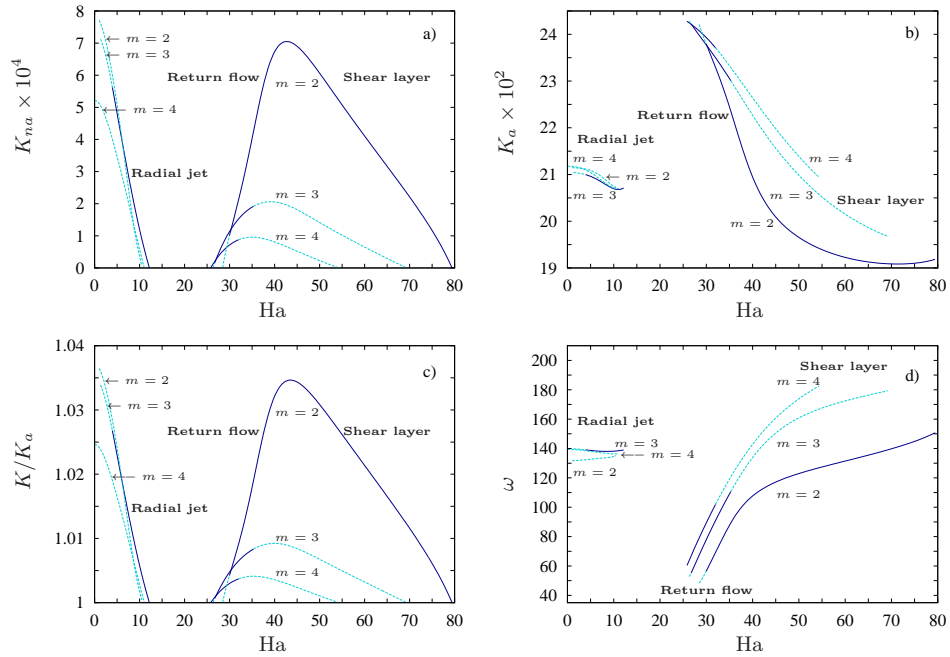 a)
K_{na} × 10^4
8
7
6
5
4
3
2
1
0
m = 2
m = 3
m = 4
Return flow
m = 2
Shear layer
Radial jet
m = 3
m = 4
0 10 20 30 40 50 60 70 80
Ha
b)
K_a × 10^2
24
23
22
21
20
19
Return flow
Radial jet
m = 4
m = 2
m = 3
m = 4
m = 3
Shear layer
m = 2
0 10 20 30 40 50 60 70 80
Ha
c)
K/K_a
1.04
1.03
1.02
1.01
1
m = 2
m = 3
m = 4
Return flow
m = 2
Shear layer
Radial jet
m = 3
m = 4
0 10 20 30 40 50 60 70 80
Ha
d)
ω
200
180
160
140
120
100
80
60
40
Shear layer
m = 4
Radial jet
m = 3
m = 4
m = 2
m = 3
m = 2
Return flow
0 10 20 30 40 50 60 70 80
Ha